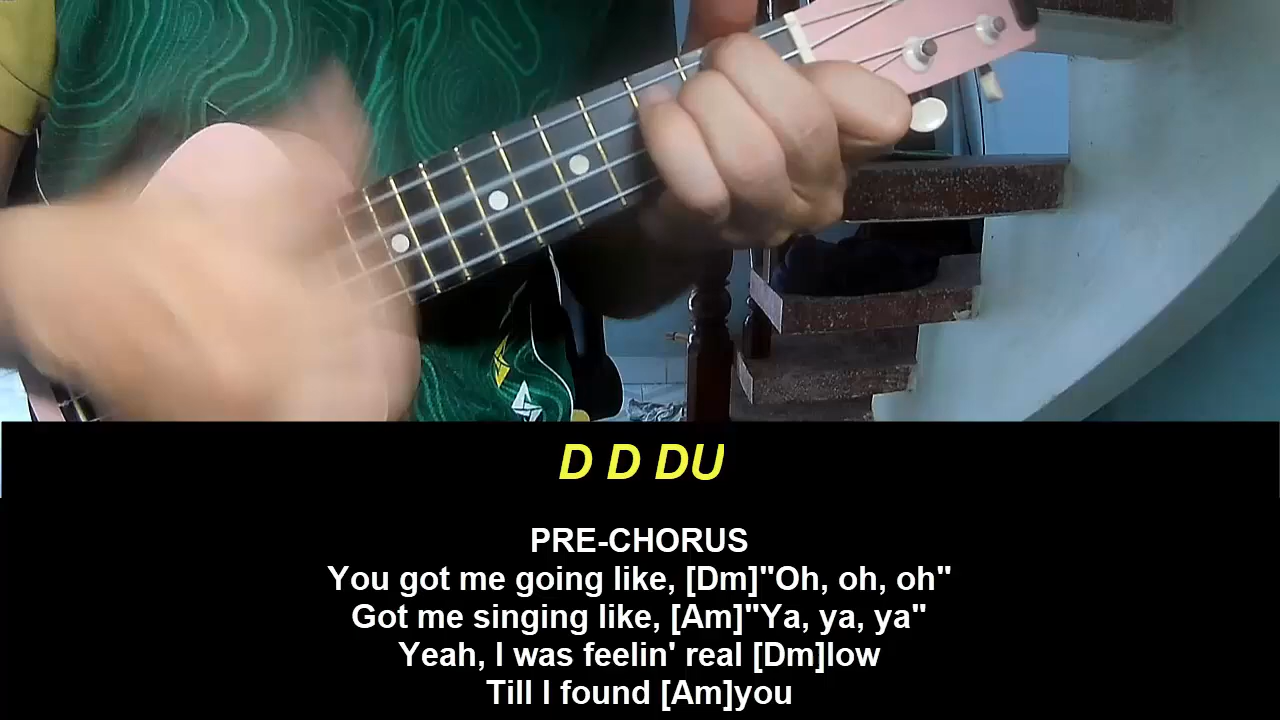 D D DU
PRE-CHORUS
You got me going like, [Dm]"Oh, oh, oh"
Got me singing like, [Am]"Ya, ya, ya"
Yeah, I was feelin' real [Dm]low
Till I found [Am]you